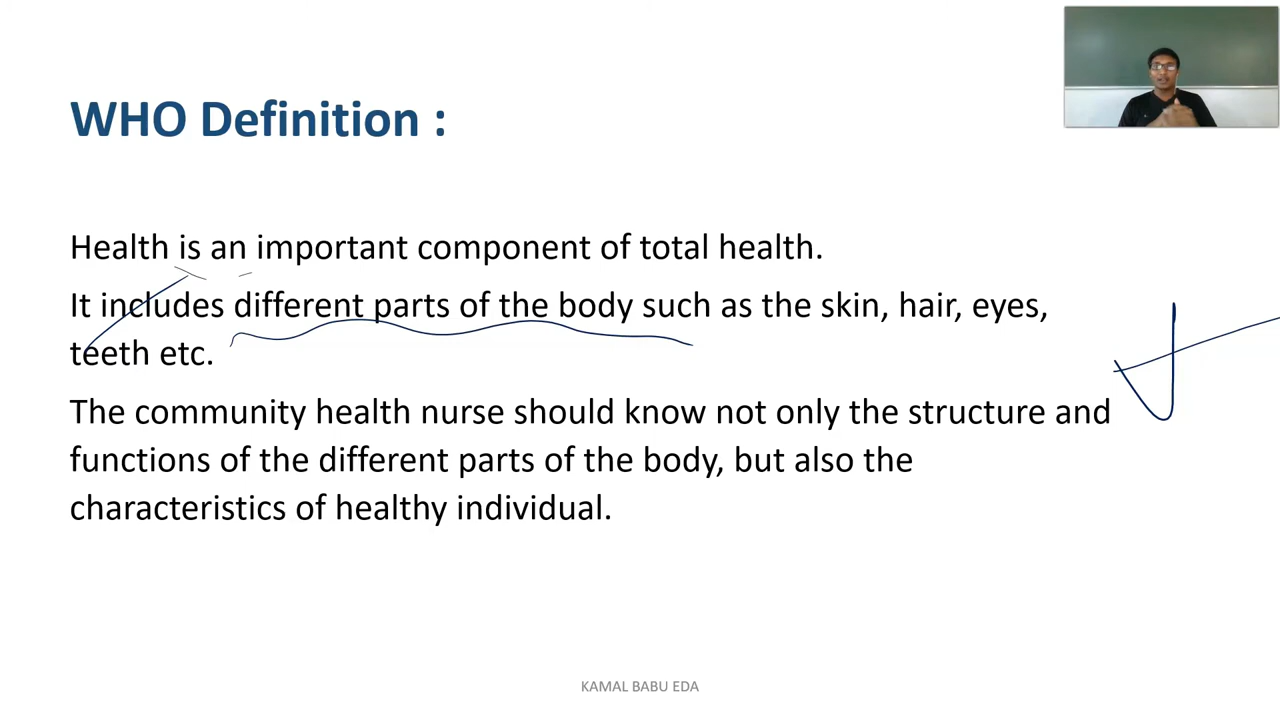 WHO Definition :
Health is an important component of total health.
It includes different parts of the body such as the skin, hair, eyes,
teeth etc.
The community health nurse should know not only the structure and
functions of the different parts of the body, but also the
characteristics of healthy individual.
KAMAL BABU EDA